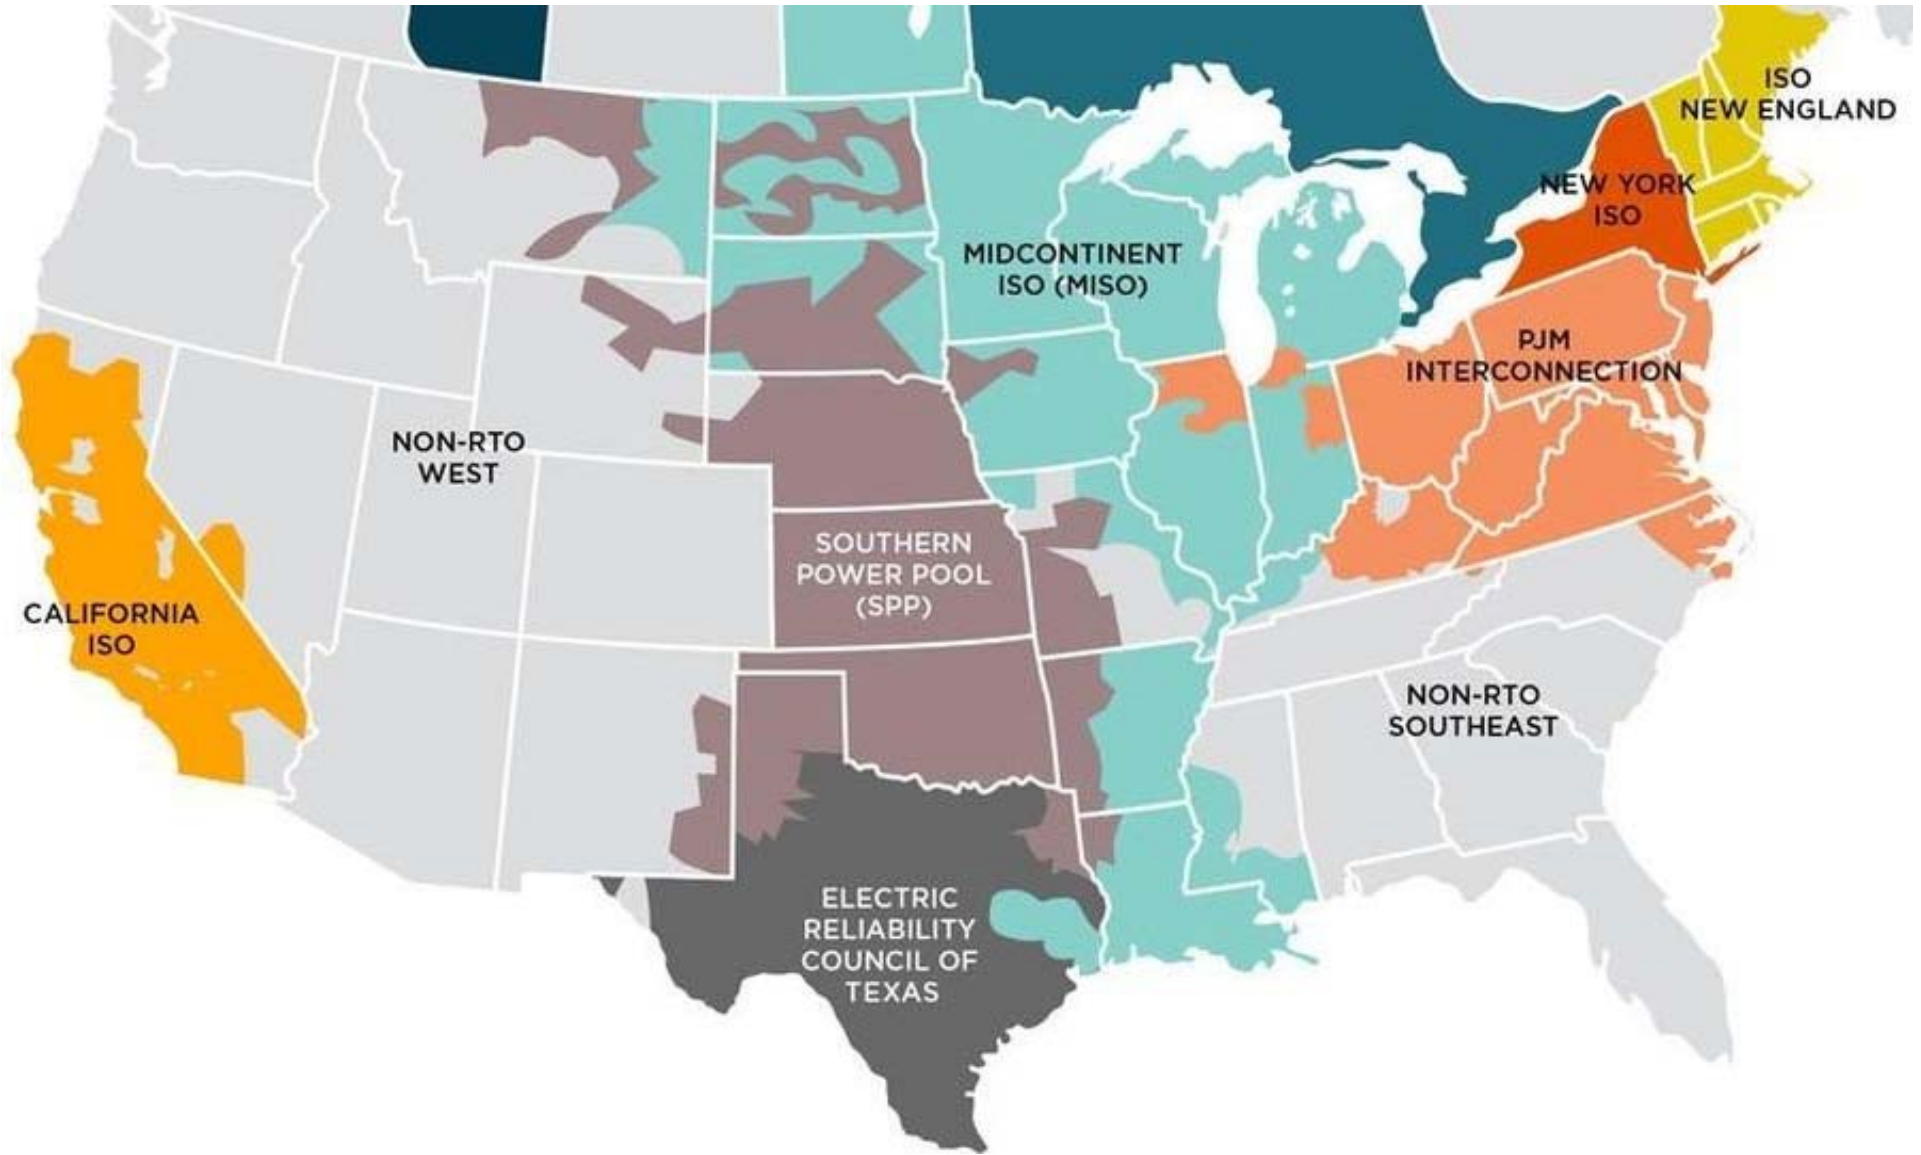 ISO
NEW ENGLAND
NEW YORK
ISO
MIDCONTINENT
ISO (MISO)
PJM
INTERCONNECTION
NON-RTO
WEST
SOUTHERN
POWER POOL
(SPP)
CALIFORNIA
ISO
NON-RTO
SOUTHEAST
ELECTRIC
RELIABILITY
COUNCIL OF
TEXAS